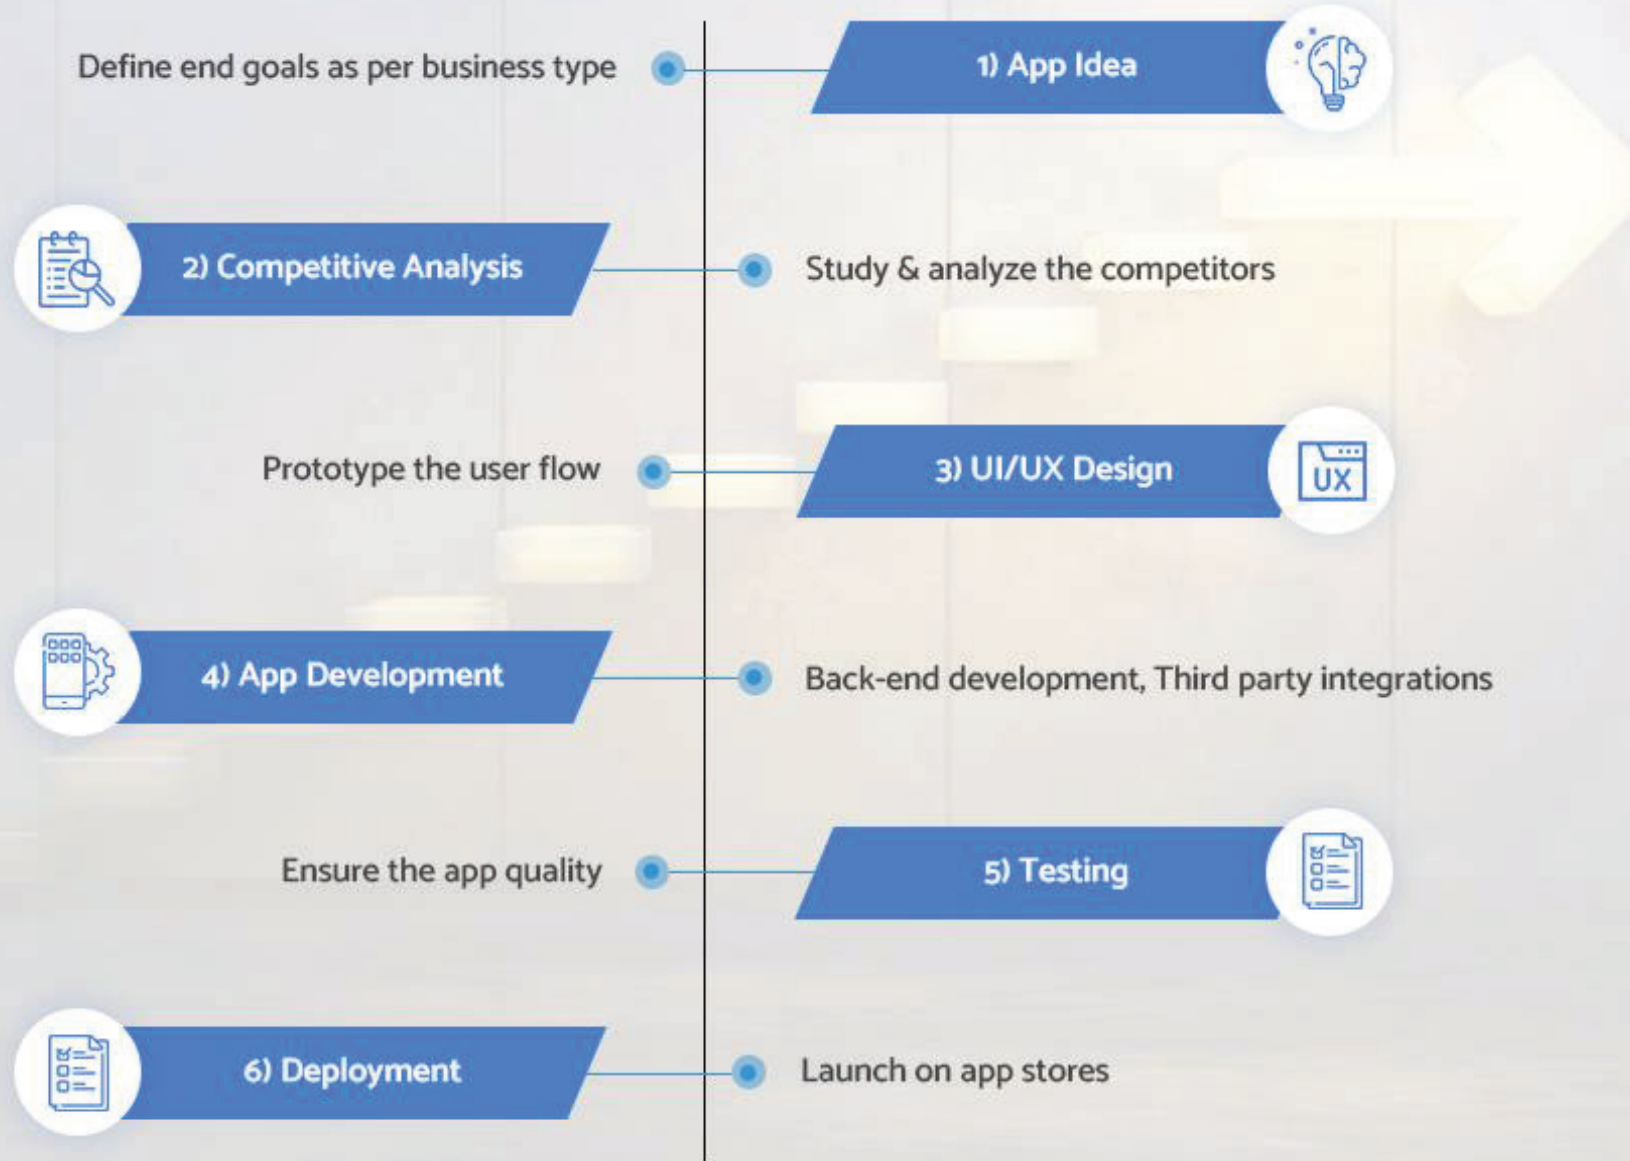 Define end goals as per business type
1) App Idea
2) Competitive Analysis
Study & analyze the competitors
Prototype the user flow
3) UI/UX Design
UX
4) App Development
Back-end development, Third party integrations
Ensure the app quality
5) Testing
6) Deployment
Launch on app stores